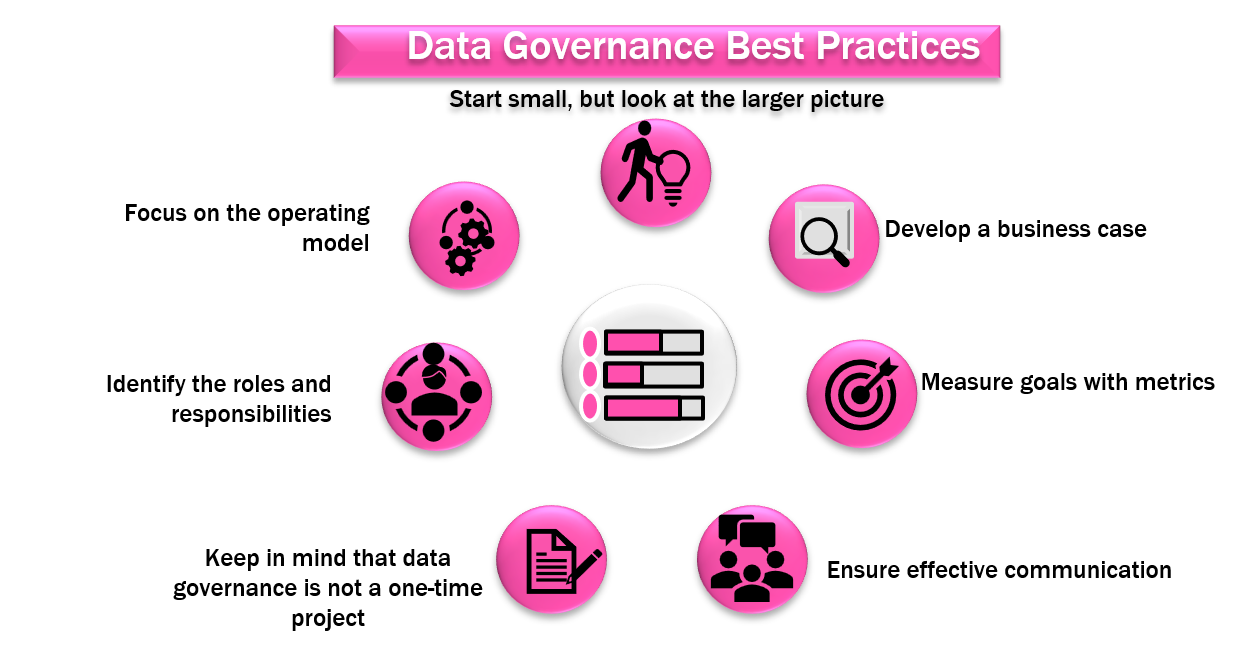 Data Governance Best Practices
Start small, but look at the larger picture
Focus on the operating
model
Develop a business case
Identify the roles and
responsibilities
Measure goals with metrics
Keep in mind that data
governance is not a one-time
project
Ensure effective communication